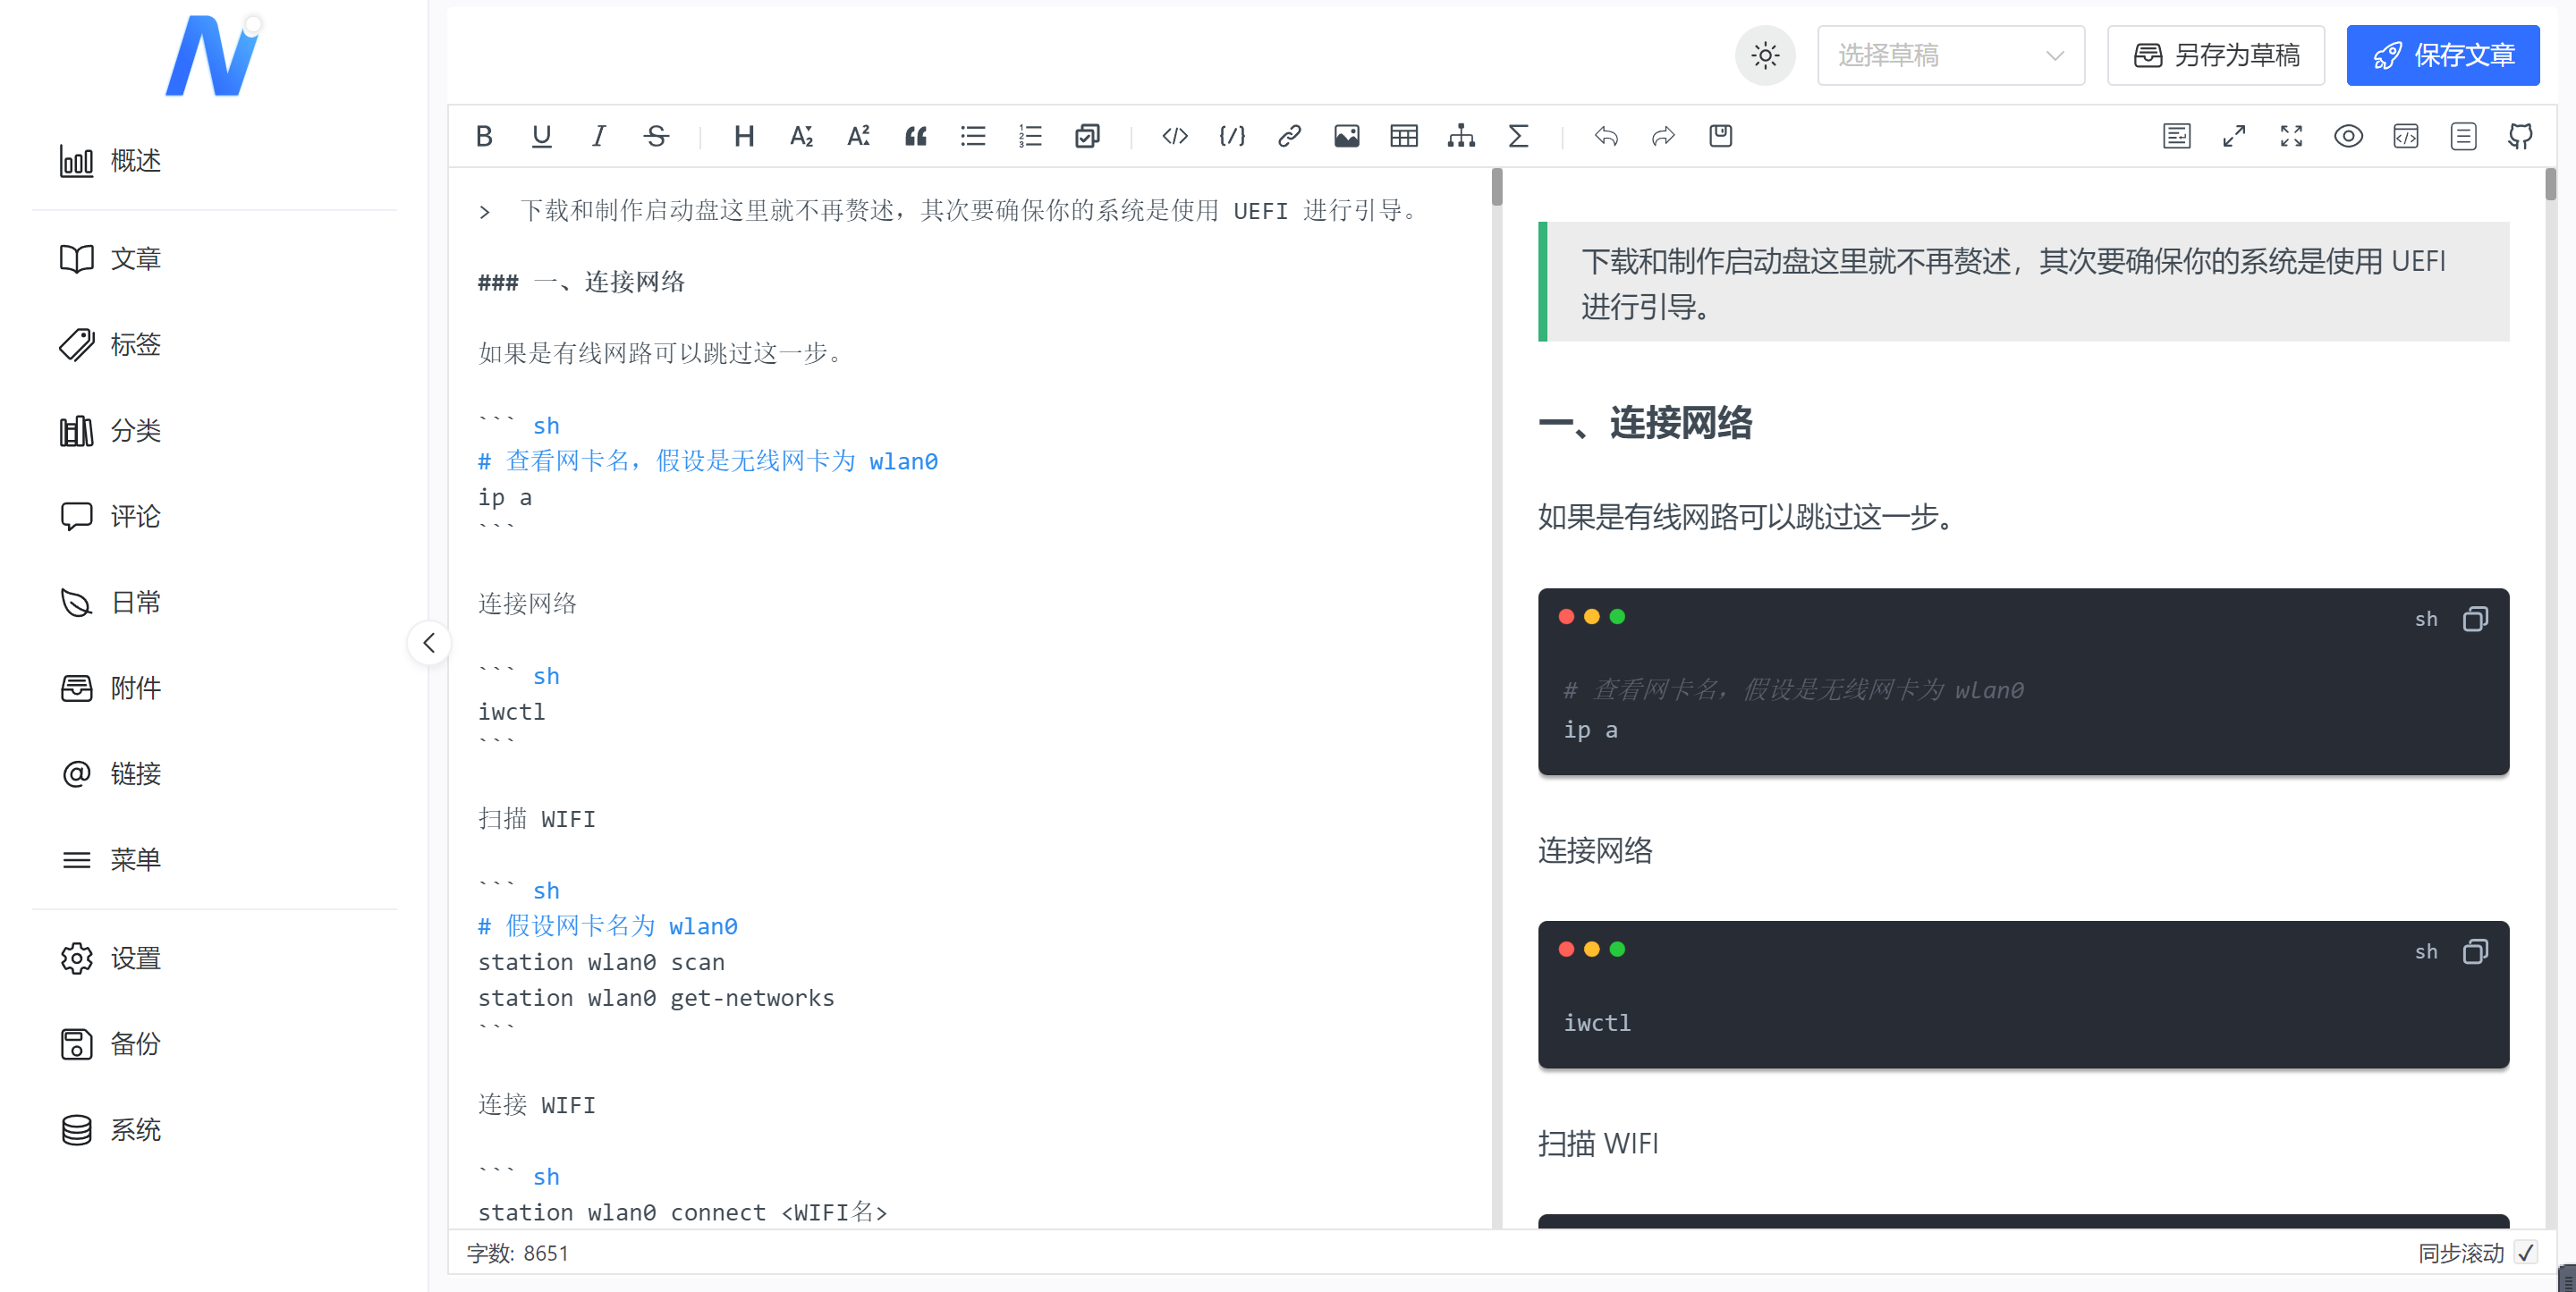 选择草稿
另存为草稿
保存文章
概述
文章
标签
分类
评论
日常
附件
链接
菜单
设置
备份
系统
> 下载和制作启动盘这里就不再赘述，其次要确保你的系统是使用 UEFI 进行引导。
### 一、连接网络
如果是有线网路可以跳过这一步。
``` sh
# 查看网卡名，假设是无线网卡为 wlan0
ip a
```
连接网络
``` sh
iwctl
```
扫描 WIFI
``` sh
# 假设网卡名为 wlan0
station wlan0 scan
station wlan0 get-networks
```
连接 WIFI
``` sh
station wlan0 connect <WIFI名>
下载和制作启动盘这里就不再赘述，其次要确保你的系统是使用 UEFI
进行引导。
一、连接网络
如果是有线网路可以跳过这一步。
sh
# 查看网卡名，假设是无线网卡为 wlan0
ip a
连接网络
sh
iwctl
扫描 WIFI
字数: 8651
同步滚动